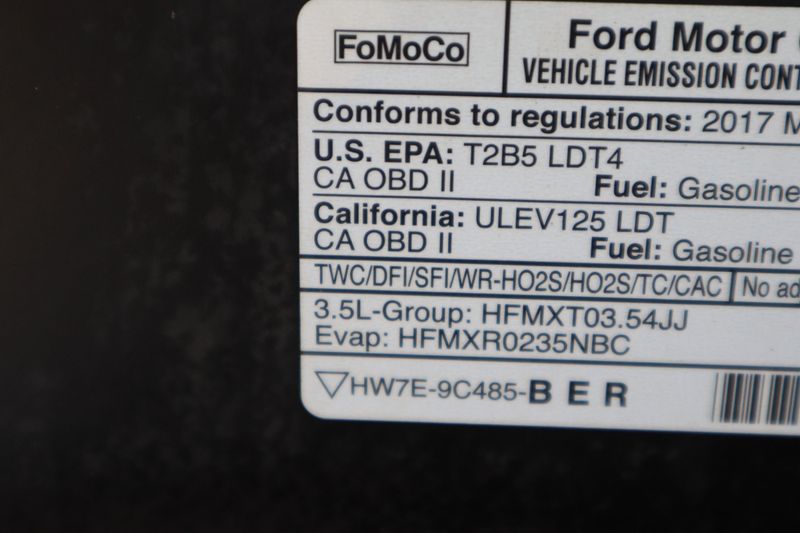 FoMoCo
Ford Motor
VEHICLE EMISSION CONT
Conforms to regulations: 2017 M
U.S. EPA: T2B5 LDT4
CA OBD II Fuel: Gasoline
California: ULEV125 LDT
CA OBD II Fuel: Gasoline
TWC/DFI/SFI/WR-HO2S/HO2S/TC/CAC No ad
3.5L-Group: HFMXT03.54JJ
Evap: HFMXR0235NBC
HW7E-9C485-BER